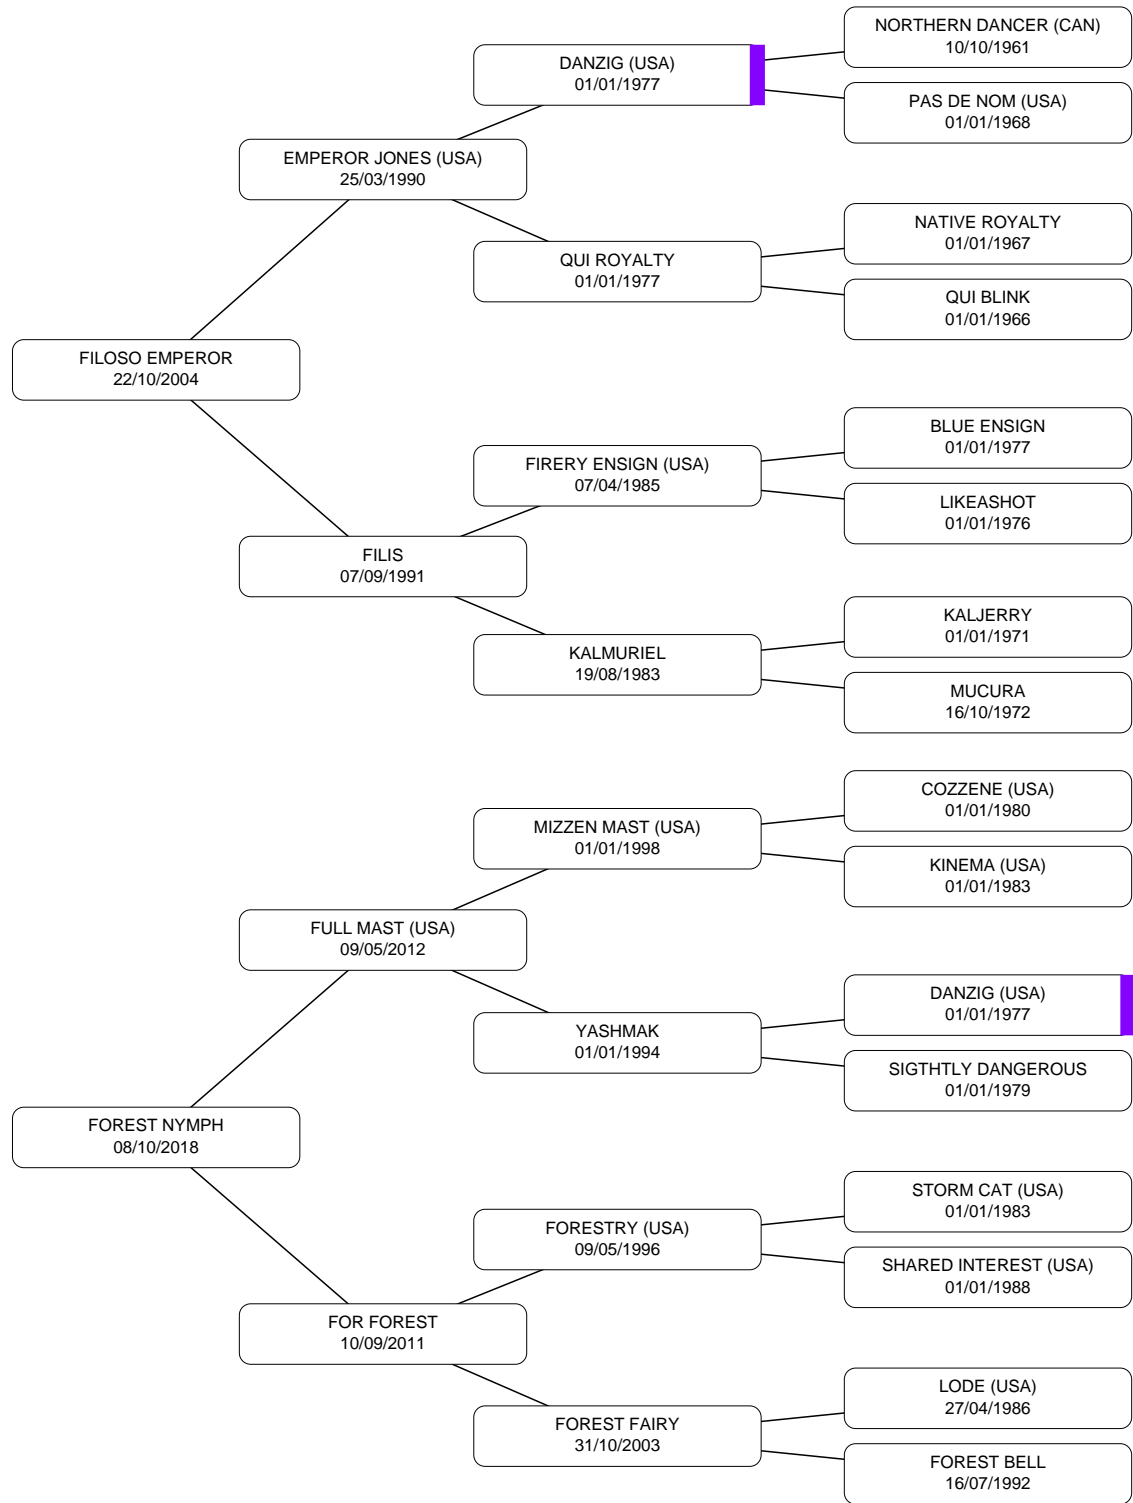 NORTHERN DANCER (CAN)
10/10/1961
DANZIG (USA)
01/01/1977
PAS DE NOM (USA)
01/01/1968
EMPEROR JONES (USA)
25/03/1990
NATIVE ROYALTY
01/01/1967
QUI ROYALTY
01/01/1977
QUI BLINK
01/01/1966
FILOSO EMPEROR
22/10/2004
BLUE ENSIGN
01/01/1977
FIRERY ENSIGN (USA)
07/04/1985
LIKEASHOT
01/01/1976
FILIS
07/09/1991
KALJERRY
01/01/1971
KALMURIEL
19/08/1983
MUCURA
16/10/1972
COZZENE (USA)
01/01/1980
MIZZEN MAST (USA)
01/01/1998
KINEMA (USA)
01/01/1983
FULL MAST (USA)
09/05/2012
DANZIG (USA)
01/01/1977
YASHMAK
01/01/1994
SIGTHTLY DANGEROUS
01/01/1979
FOREST NYMPH
08/10/2018
STORM CAT (USA)
01/01/1983
FORESTRY (USA)
09/05/1996
SHARED INTEREST (USA)
01/01/1988
FOR FOREST
10/09/2011
LODE (USA)
27/04/1986
FOREST FAIRY
31/10/2003
FOREST BELL
16/07/1992